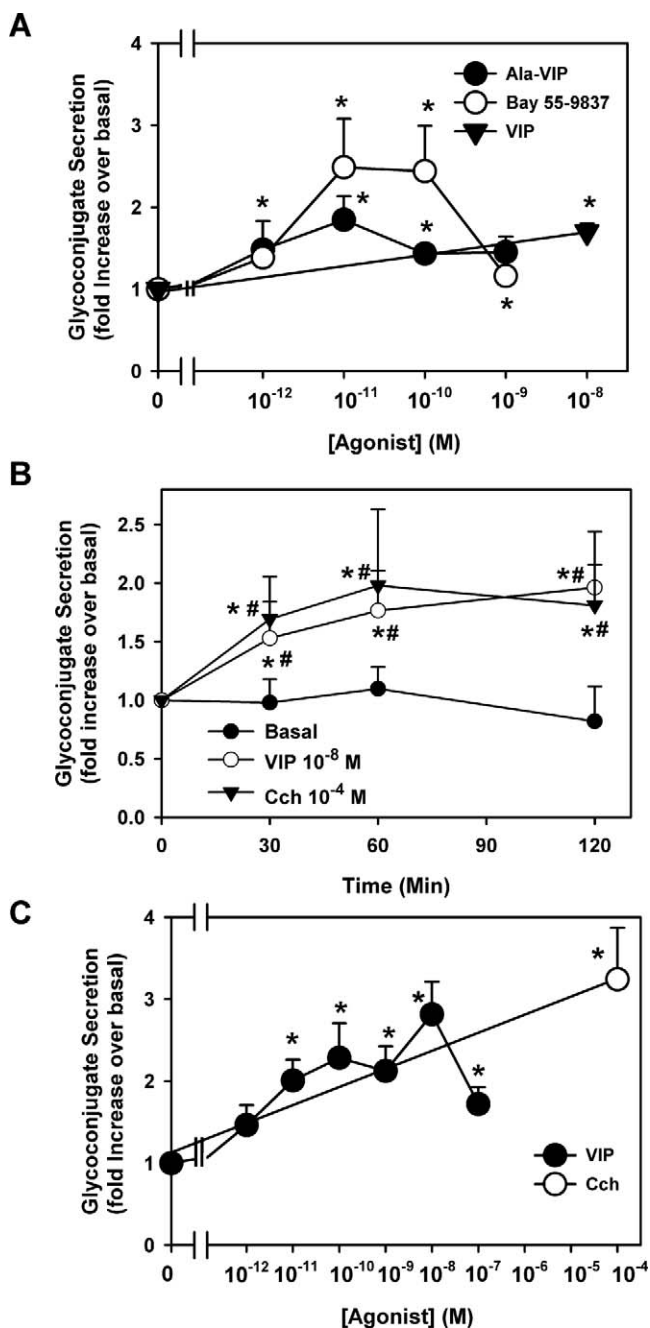 A
Glycoconjugate Secretion
(fold Increase over basal)
4
3
2
1
0
Ala-VIP
Bay 55-9837
VIP
*
*
*
*
*
*
*
0
10-12
10-11
10-10
10-9
10-8
[Agonist] (M)
B
Glycoconjugate Secretion
(fold increase over basal)
2.5
2.0
1.5
1.0
0.5
0.0
*#
*#
*#
*#
*#
*#
Basal
VIP 10-8 M
Cch 10-4 M
0
30
60
90
120
Time (Min)
C
Glycoconjugate Secretion
(fold Increase over basal)
4
3
2
1
0
*
*
*
*
*
*
VIP
Cch
0
10-12
10-11
10-10
10-9
10-8
10-7
10-6
10-5
10-4
[Agonist] (M)